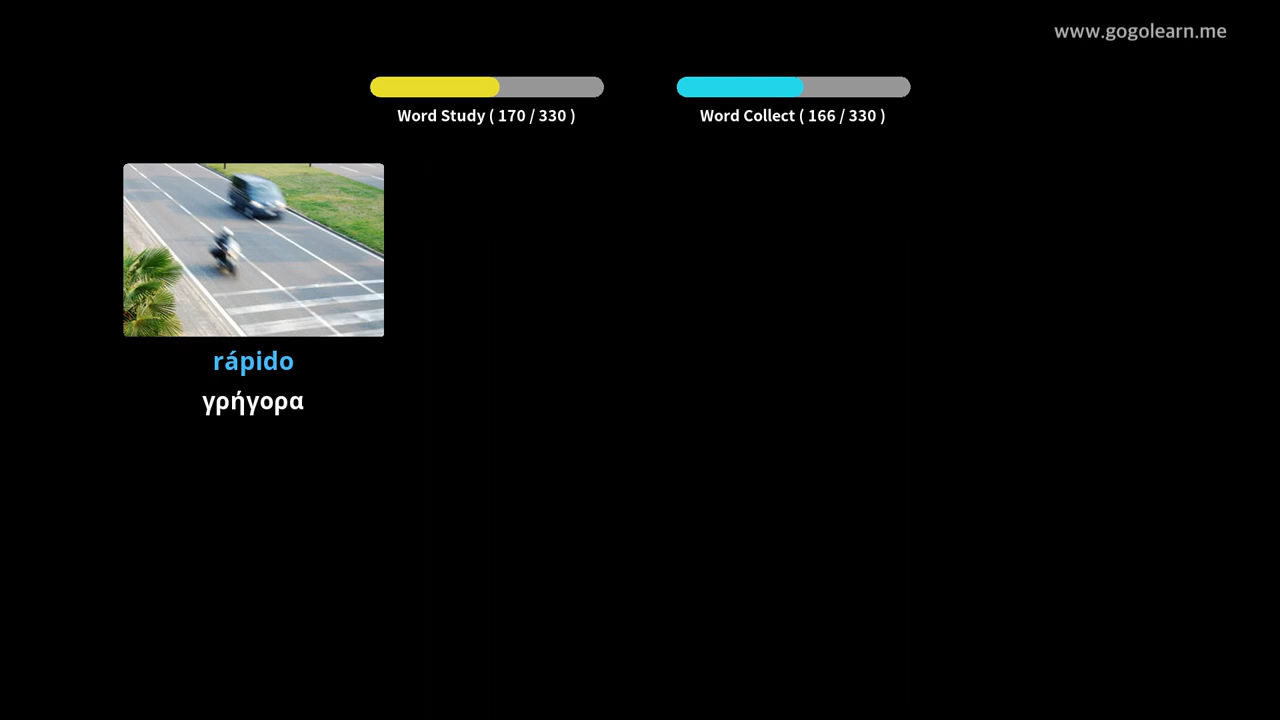 www.gogolearn.me
Word Study ( 170 / 330 )
Word Collect ( 166 / 330 )
rápido
γρήγορα